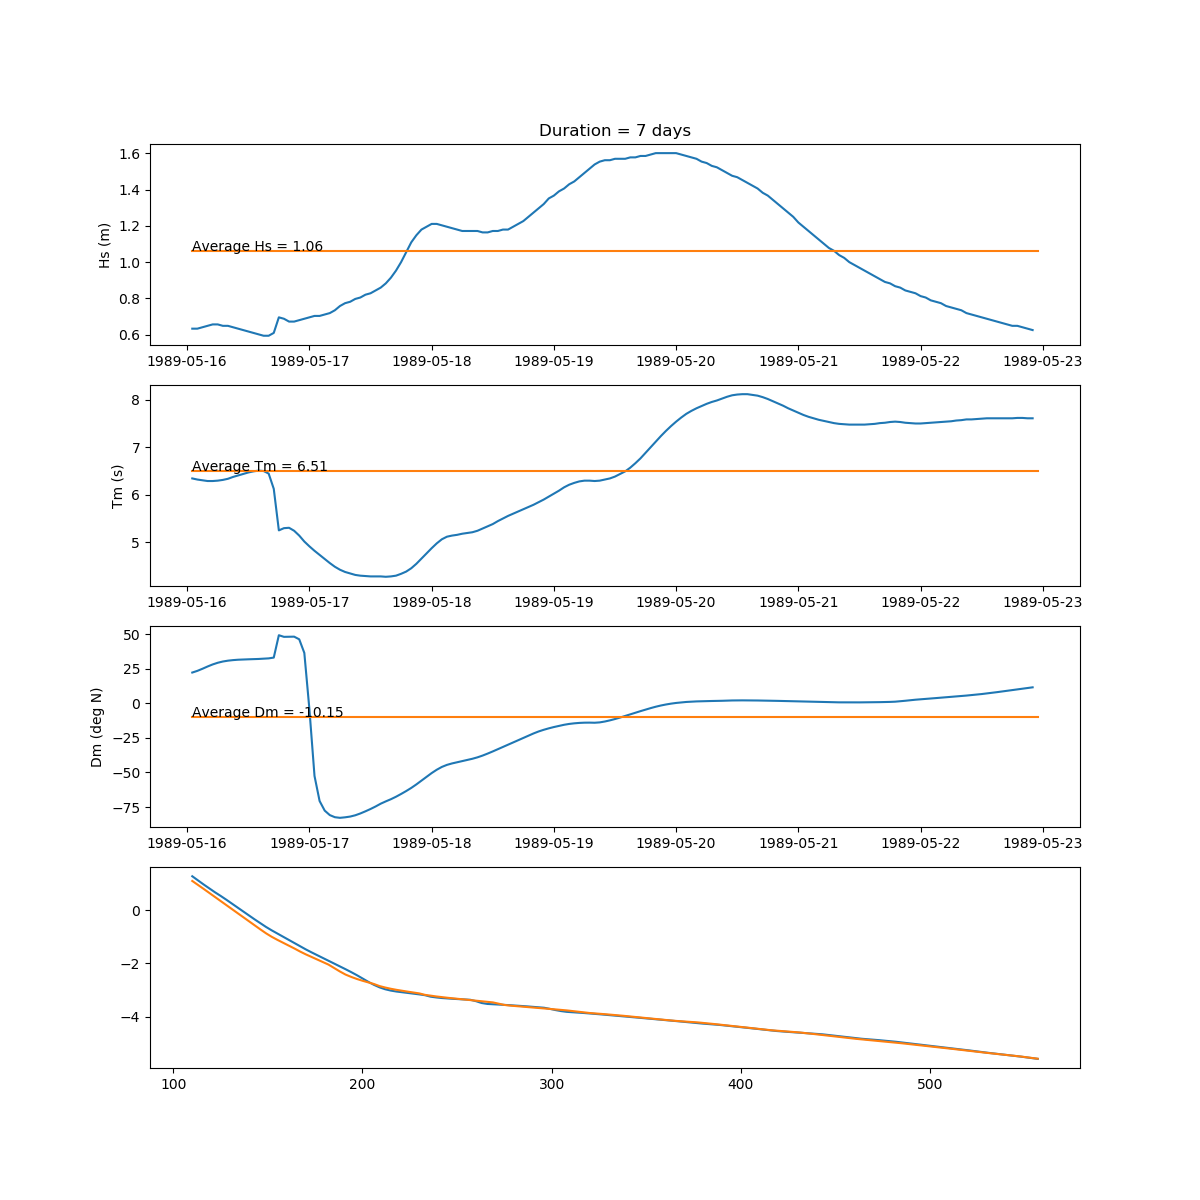 Duration = 7 days
Hs (m)
1.6
1.4
1.2
1.0
0.8
0.6
Average Hs = 1.06
1989-05-16 1989-05-17 1989-05-18 1989-05-19 1989-05-20 1989-05-21 1989-05-22 1989-05-23
Tm (s)
8
7
6
5
Average Tm = 6.51
1989-05-16 1989-05-17 1989-05-18 1989-05-19 1989-05-20 1989-05-21 1989-05-22 1989-05-23
Dm (deg N)
50
25
0
−25
−50
−75
Average Dm = -10.15
1989-05-16 1989-05-17 1989-05-18 1989-05-19 1989-05-20 1989-05-21 1989-05-22 1989-05-23
0
−2
−4
100 200 300 400 500